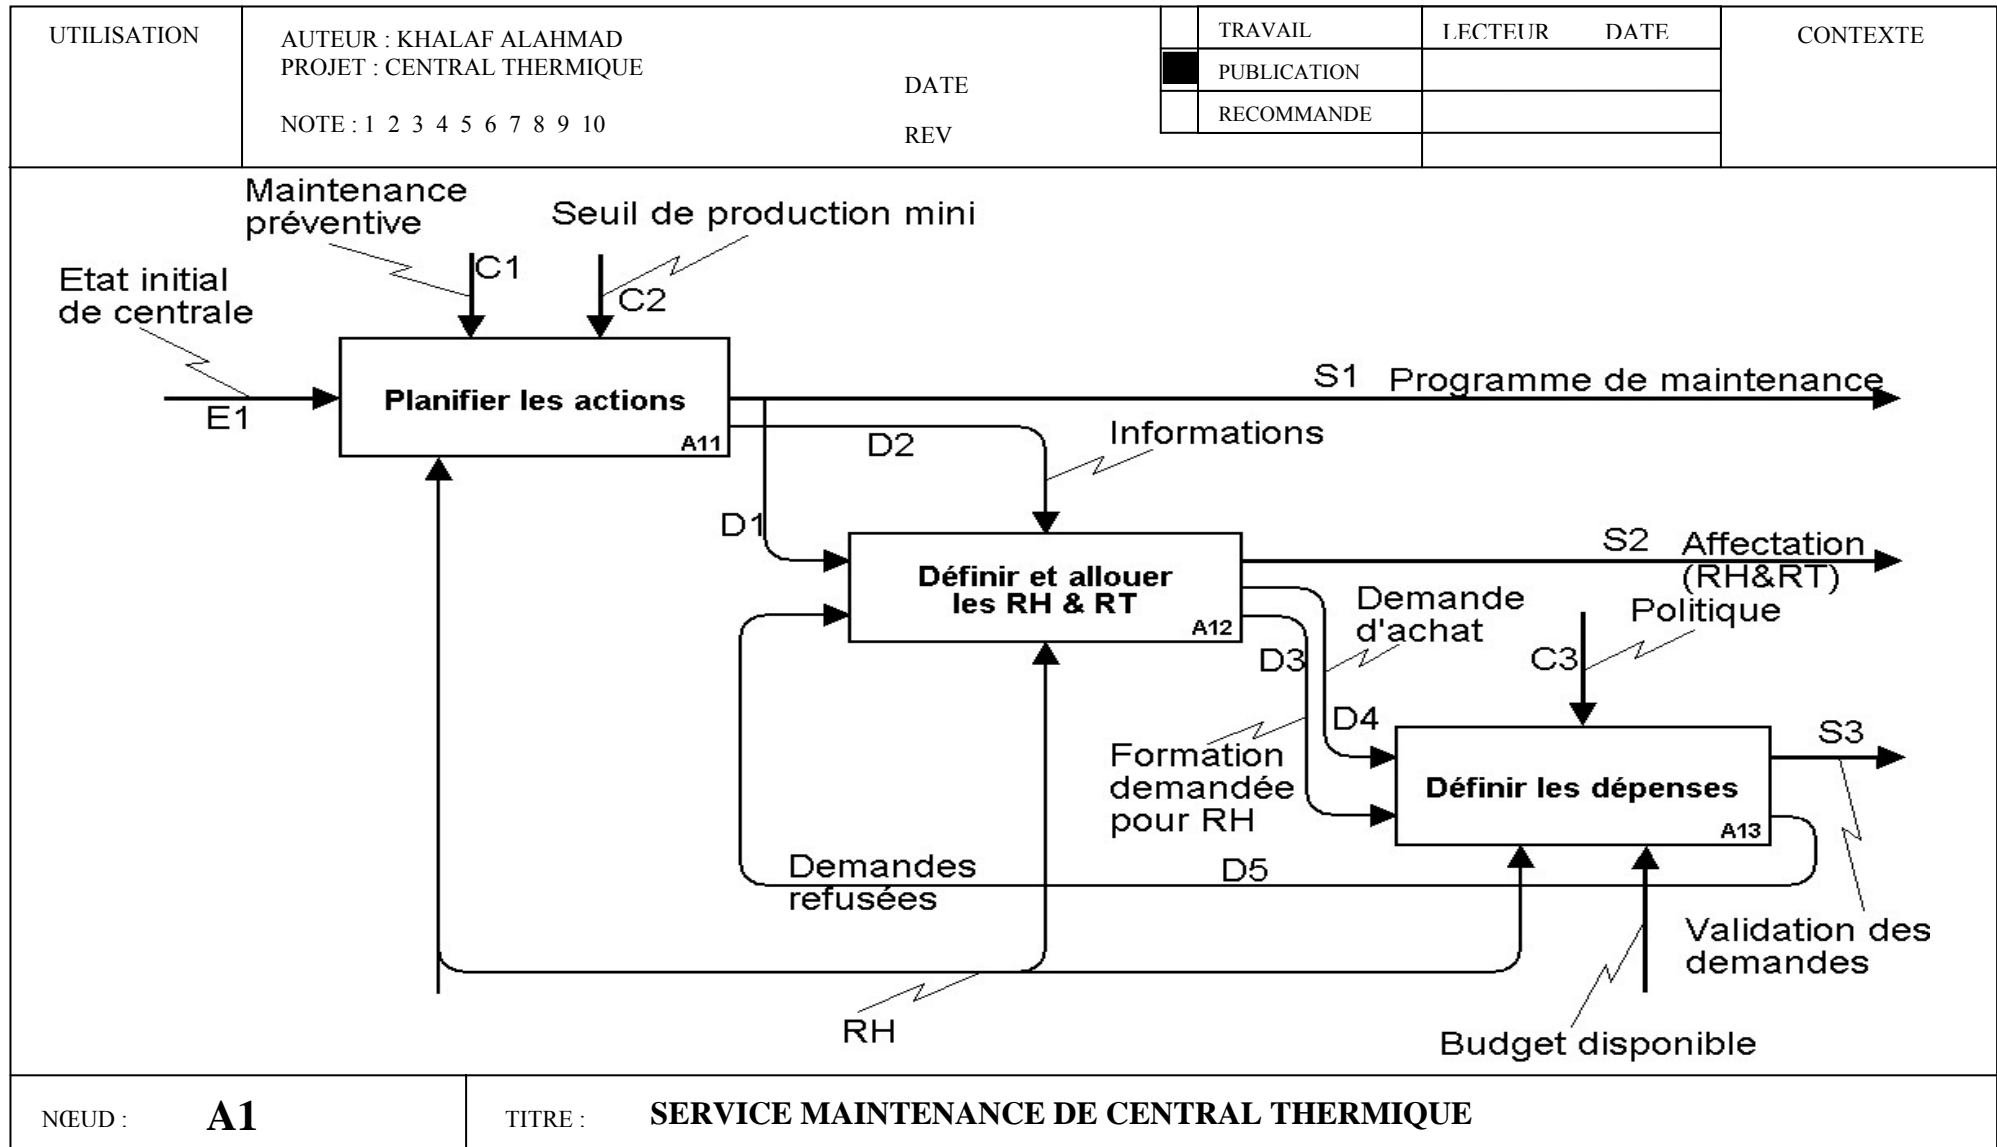 UTILISATION
AUTEUR : KHALAF ALAHMAD
PROJET : CENTRAL THERMIQUE
NOTE : 1 2 3 4 5 6 7 8 9 10
DATE
REV
TRAVAIL
PUBLICATION
RECOMMANDE
LECTEUR DATE
CONTEXTE
Maintenance
préventive
Seuil de production mini
C1
C2
Etat initial
de centrale
E1
Planifier les actions
A11
S1 Programme de maintenance
D2
Informations
D1
Définir et allouer
les RH & RT
A12
S2 Affectation
(RH&RT)
Demande
d'achat
Politique
D3
C3
D4
Formation
demandée
pour RH
S3
Définir les dépenses
A13
Demandes
refusées
D5
Validation des
demandes
RH
Budget disponible
NŒUD : A1
TITRE : SERVICE MAINTENANCE DE CENTRAL THERMIQUE